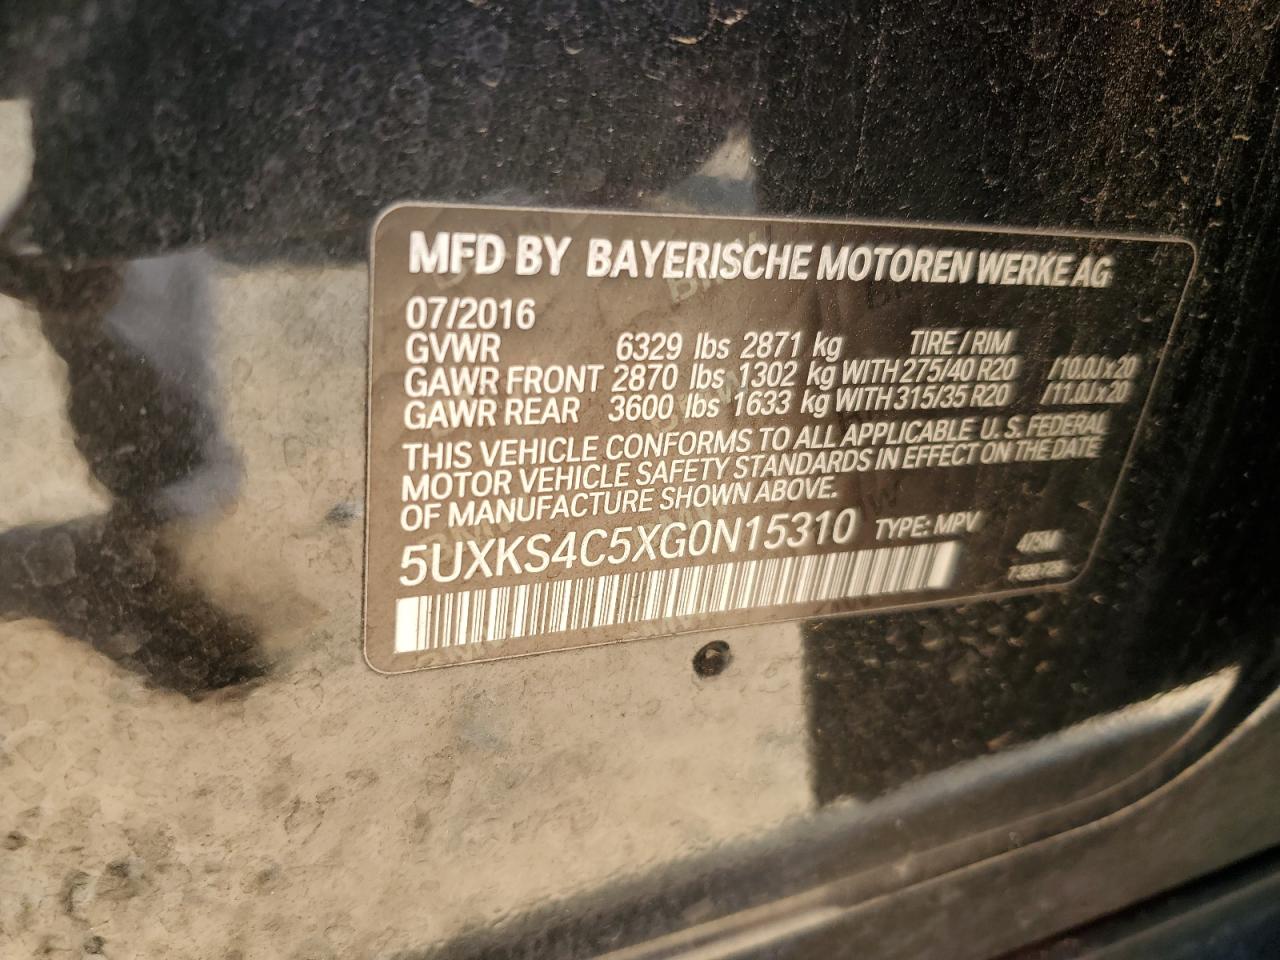 MFD BY BAYERISCHE MOTOREN WERKE AG
07/2016
GVWR 6329 lbs 2871 kg TIRE / RIM
GAWR FRONT 2870 lbs 1302 kg WITH 275/40 R20 /10.0J x 20
GAWR REAR 3600 lbs 1633 kg WITH 315/35 R20 /11.0J x 20
THIS VEHICLE CONFORMS TO ALL APPLICABLE U.S. FEDERAL
MOTOR VEHICLE SAFETY STANDARDS IN EFFECT ON THE DATE
OF MANUFACTURE SHOWN ABOVE.
5UXKS4C5XG0N15310 TYPE: MPV